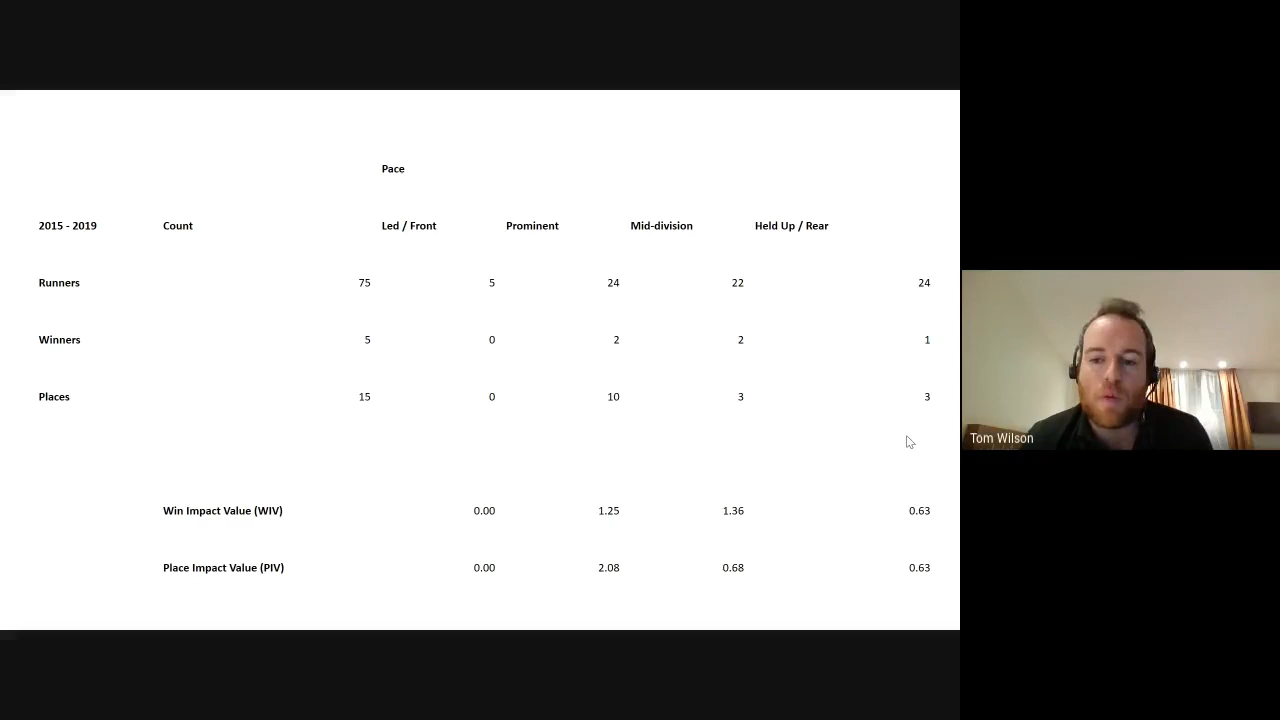 Pace
2015 - 2019 Count Led / Front Prominent Mid-division Held Up / Rear
Runners 75 5 24 22 24
Winners 5 0 2 2 1
Places 15 0 10 3 3
Win Impact Value (WIV) 0.00 1.25 1.36 0.63
Place Impact Value (PIV) 0.00 2.08 0.68 0.63
Tom Wilson